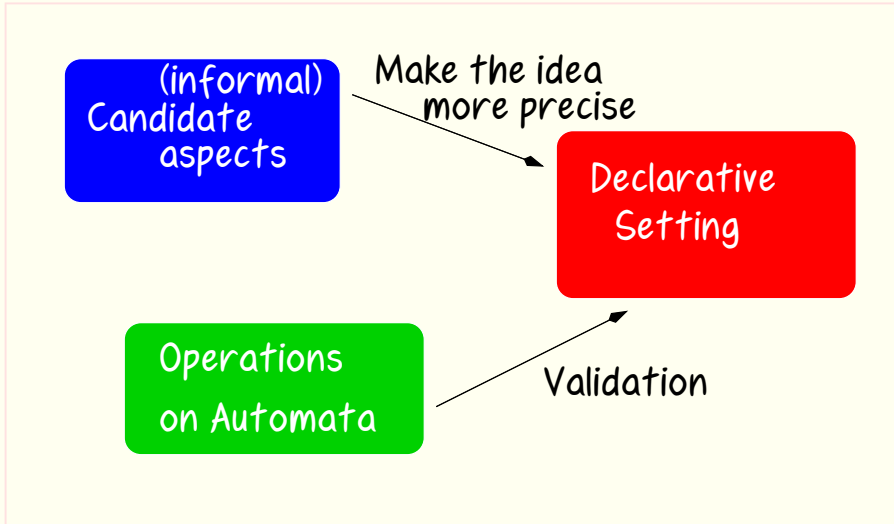 (informal)
Candidate
aspects
Make the idea
more precise
Declarative
Setting
Operations
on Automata
Validation